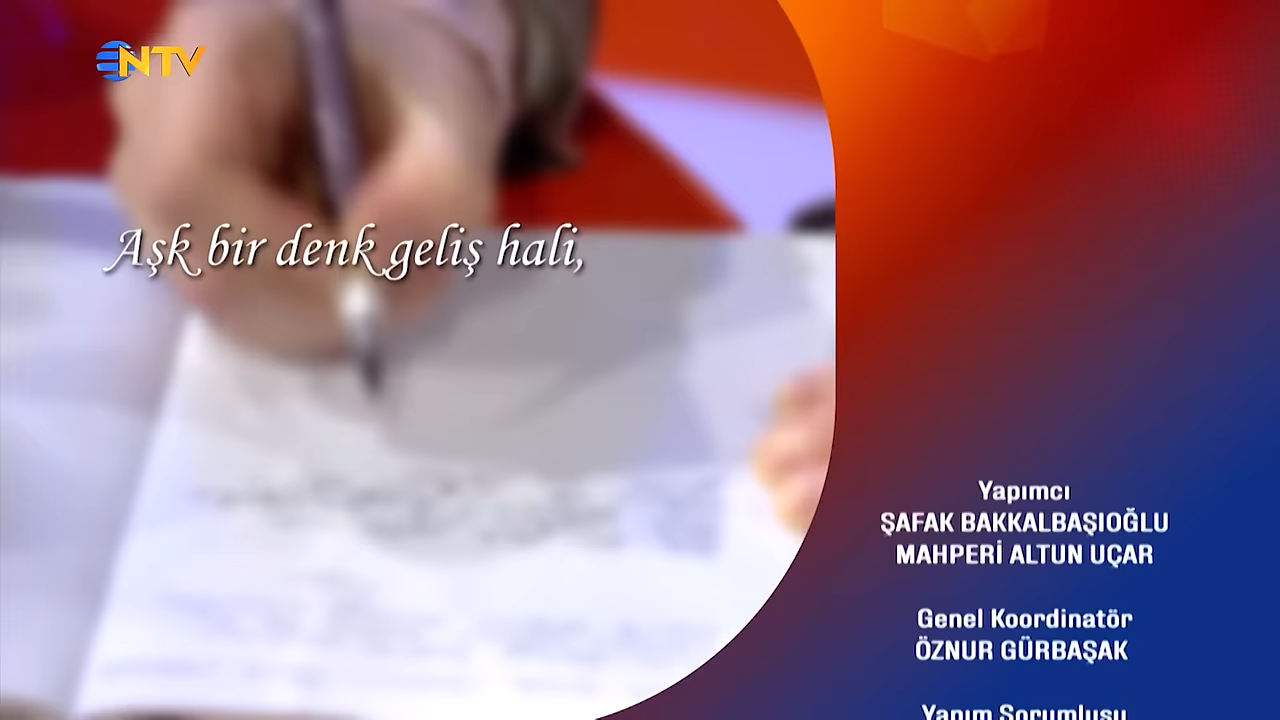 NTV
Aşk bir denk geliş hali,
Yapımcı
ŞAFAK BAKKALBAŞIOĞLU
MAHPERİ ALTUN UÇAR
Genel Koordinatör
ÖZNUR GÜRBAŞAK
Yapım Sorumlusu